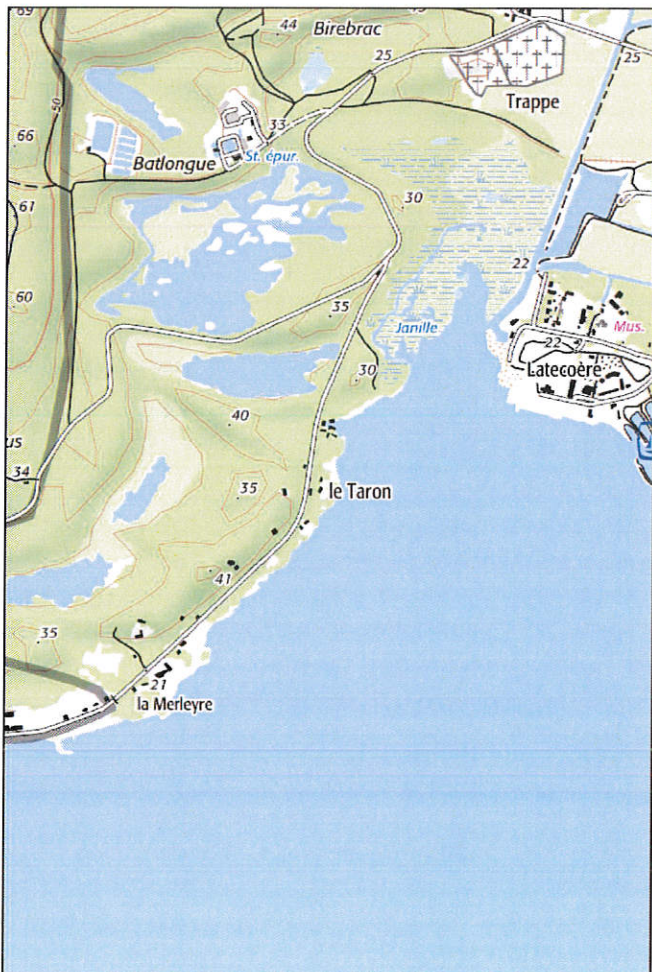 69
44
Birebrac
25
25
Trappe
33
66
Batlongue
St. épur.
61
30
22
60
35
Janille
Mus.
22
Latecoère
30
40
us
34
35
le Taron
41
35
21
la Merleyre